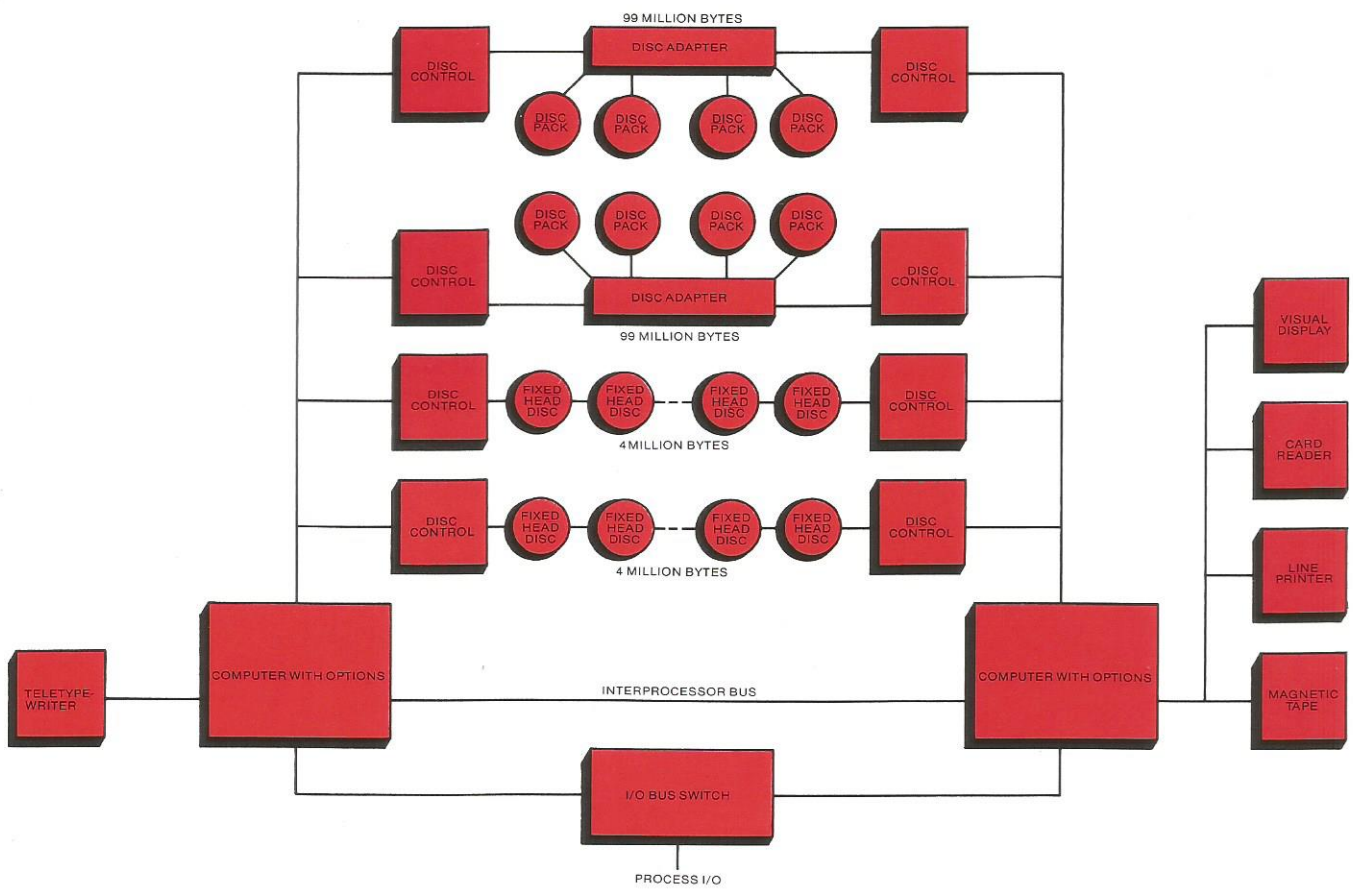 99 MILLION BYTES
DISC
CONTROL
DISC ADAPTER
DISC
CONTROL
DISC
PACK
DISC
PACK
DISC
PACK
DISC
PACK
DISC
PACK
DISC
PACK
DISC
PACK
DISC
PACK
DISC
CONTROL
DISC ADAPTER
DISC
CONTROL
99 MILLION BYTES
DISC
CONTROL
FIXED
HEAD
DISC
FIXED
HEAD
DISC
FIXED
HEAD
DISC
FIXED
HEAD
DISC
DISC
CONTROL
4 MILLION BYTES
DISC
CONTROL
FIXED
HEAD
DISC
FIXED
HEAD
DISC
FIXED
HEAD
DISC
FIXED
HEAD
DISC
DISC
CONTROL
4 MILLION BYTES
VISUAL
DISPLAY
CARD
READER
LINE
PRINTER
MAGNETIC
TAPE
TELETYPE-
WRITER
COMPUTER WITH OPTIONS
INTERPROCESSOR BUS
COMPUTER WITH OPTIONS
I/O BUS SWITCH
PROCESS I/O